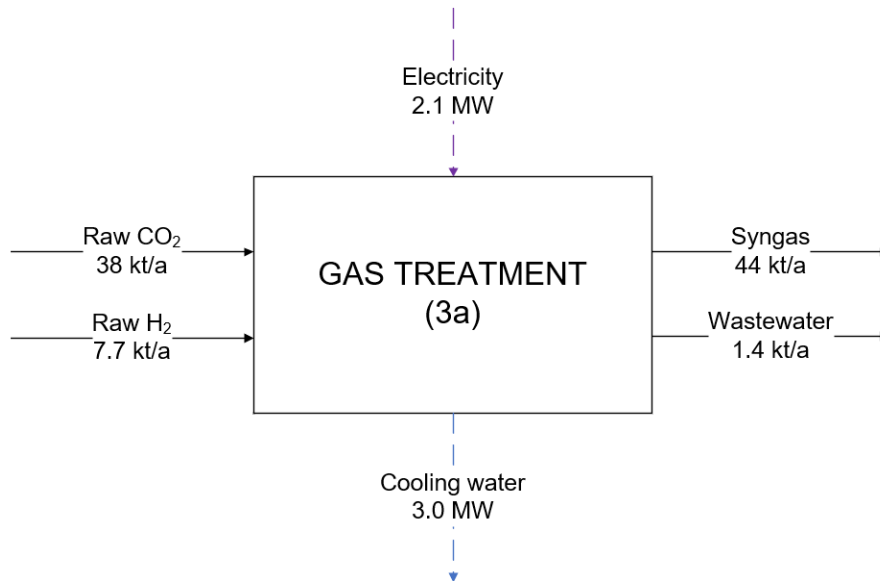 Electricity
2.1 MW
Raw CO₂
38 kt/a
Raw H₂
7.7 kt/a
GAS TREATMENT
(3a)
Syngas
44 kt/a
Wastewater
1.4 kt/a
Cooling water
3.0 MW